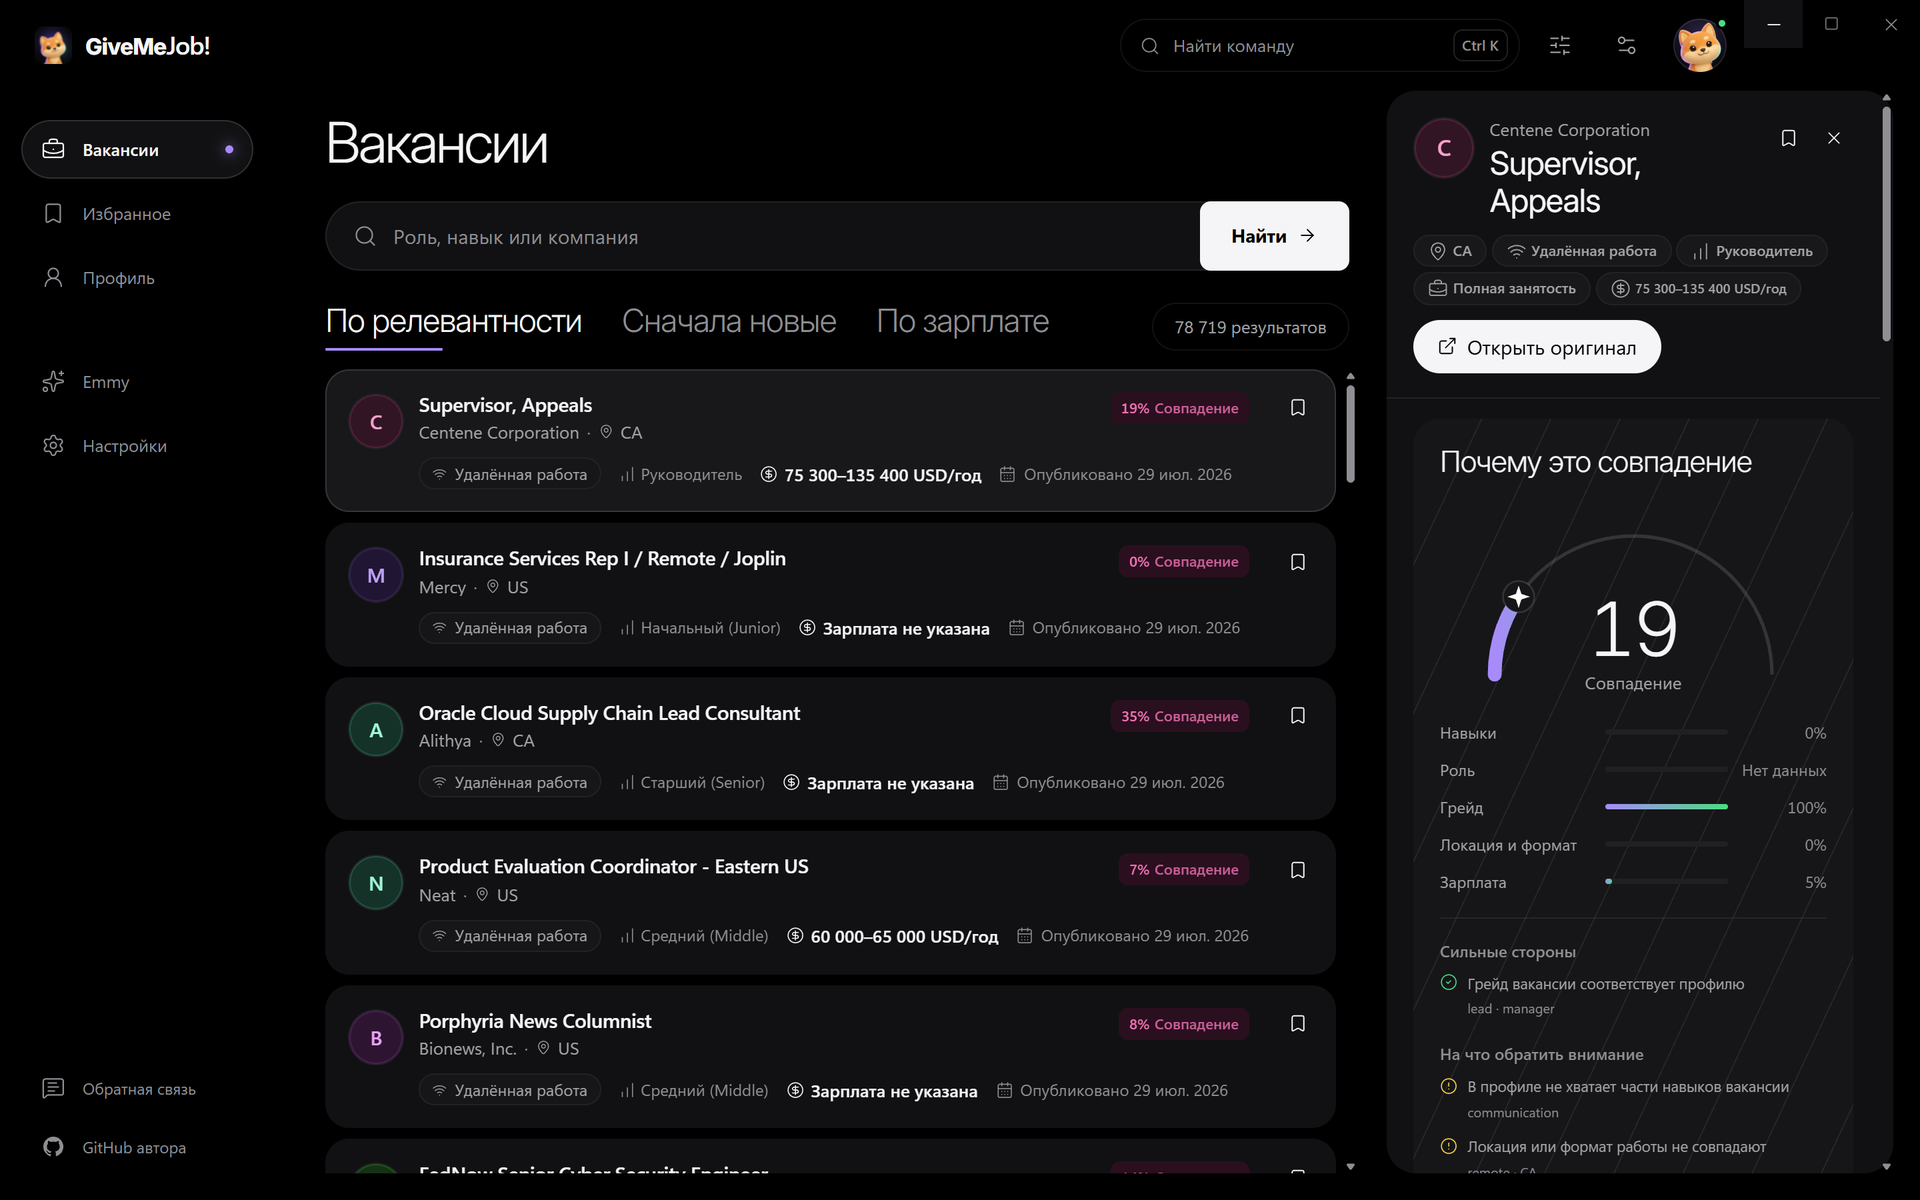 GiveMeJob!
Найти команду
Ctrl K
Вакансии
Избранное
Профиль
Emmy
Настройки
Обратная связь
GitHub автора
Вакансии
Роль, навык или компания
Найти
По релевантности
Сначала новые
По зарплате
78 719 результатов
C
Supervisor, Appeals
19% Совпадение
Centene Corporation · CA
Удалённая работа
Руководитель
75 300–135 400 USD/год
Опубликовано 29 июл. 2026
M
Insurance Services Rep I / Remote / Joplin
0% Совпадение
Mercy · US
Удалённая работа
Начальный (Junior)
Зарплата не указана
Опубликовано 29 июл. 2026
A
Oracle Cloud Supply Chain Lead Consultant
35% Совпадение
Alithya · CA
Удалённая работа
Старший (Senior)
Зарплата не указана
Опубликовано 29 июл. 2026
N
Product Evaluation Coordinator - Eastern US
7% Совпадение
Neat · US
Удалённая работа
Средний (Middle)
60 000–65 000 USD/год
Опубликовано 29 июл. 2026
B
Porphyria News Columnist
8% Совпадение
Bionews, Inc. · US
Удалённая работа
Средний (Middle)
Зарплата не указана
Опубликовано 29 июл. 2026
FedNow Senior Cyber Security Engineer
C
Centene Corporation
Supervisor,
Appeals
CA
Удалённая работа
Руководитель
Полная занятость
75 300–135 400 USD/год
Открыть оригинал
Почему это совпадение
19
Совпадение
Навыки 0%
Роль Нет данных
Грейд 100%
Локация и формат 0%
Зарплата 5%
Сильные стороны
Грейд вакансии соответствует профилю
lead · manager
На что обратить внимание
В профиле не хватает части навыков вакансии
communication
Локация или формат работы не совпадают
remote · CA